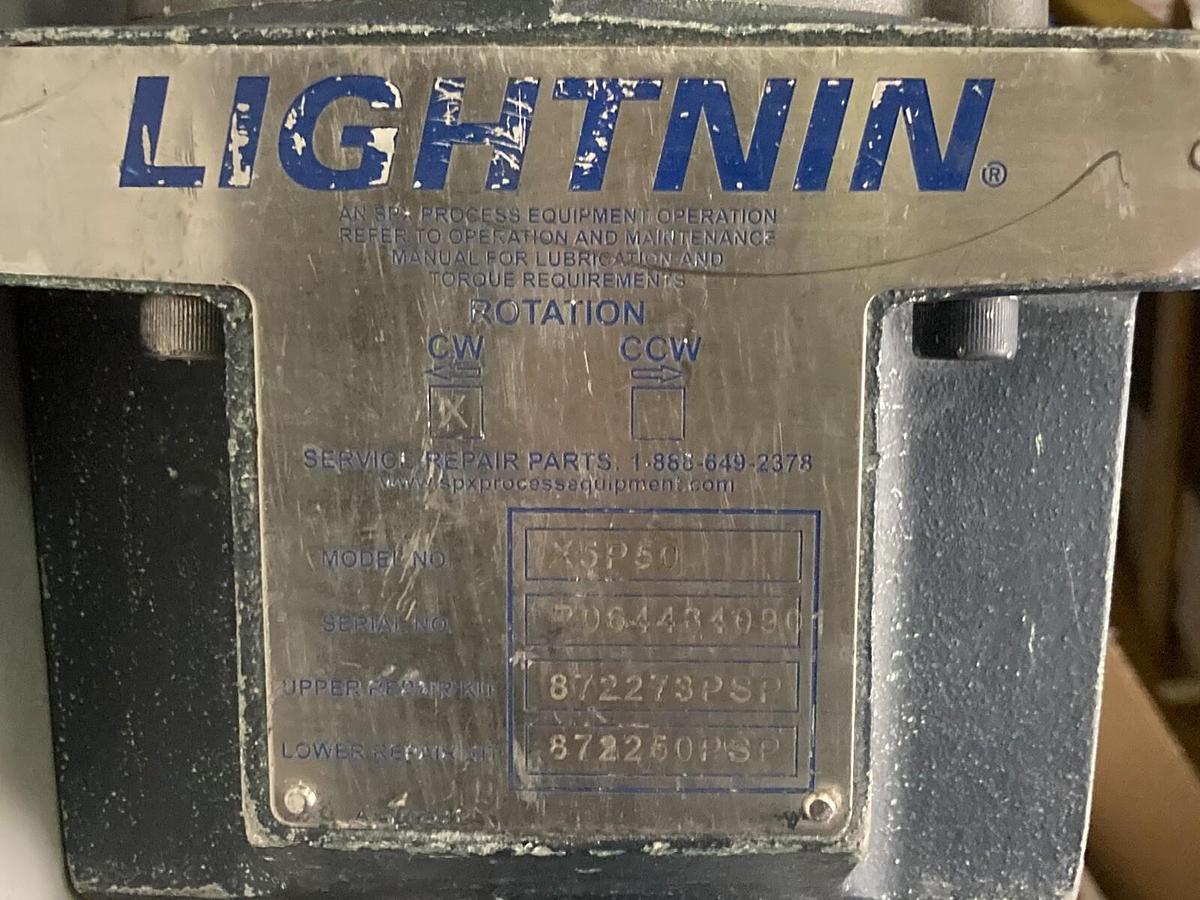 LIGHTNIN®
AN SPX PROCESS EQUIPMENT OPERATION
REFER TO OPERATION AND MAINTENANCE
MANUAL FOR LUBRICATION AND
TORQUE REQUIREMENTS
ROTATION
CW CCW
X
SERVICE REPAIR PARTS. 1-888-649-2378
www.spxprocessequipment.com
MODEL NO. X5P50
SERIAL NO.
UPPER REPAIR KIT 872273PSP
LOWER REPAIR KIT 872250PSP